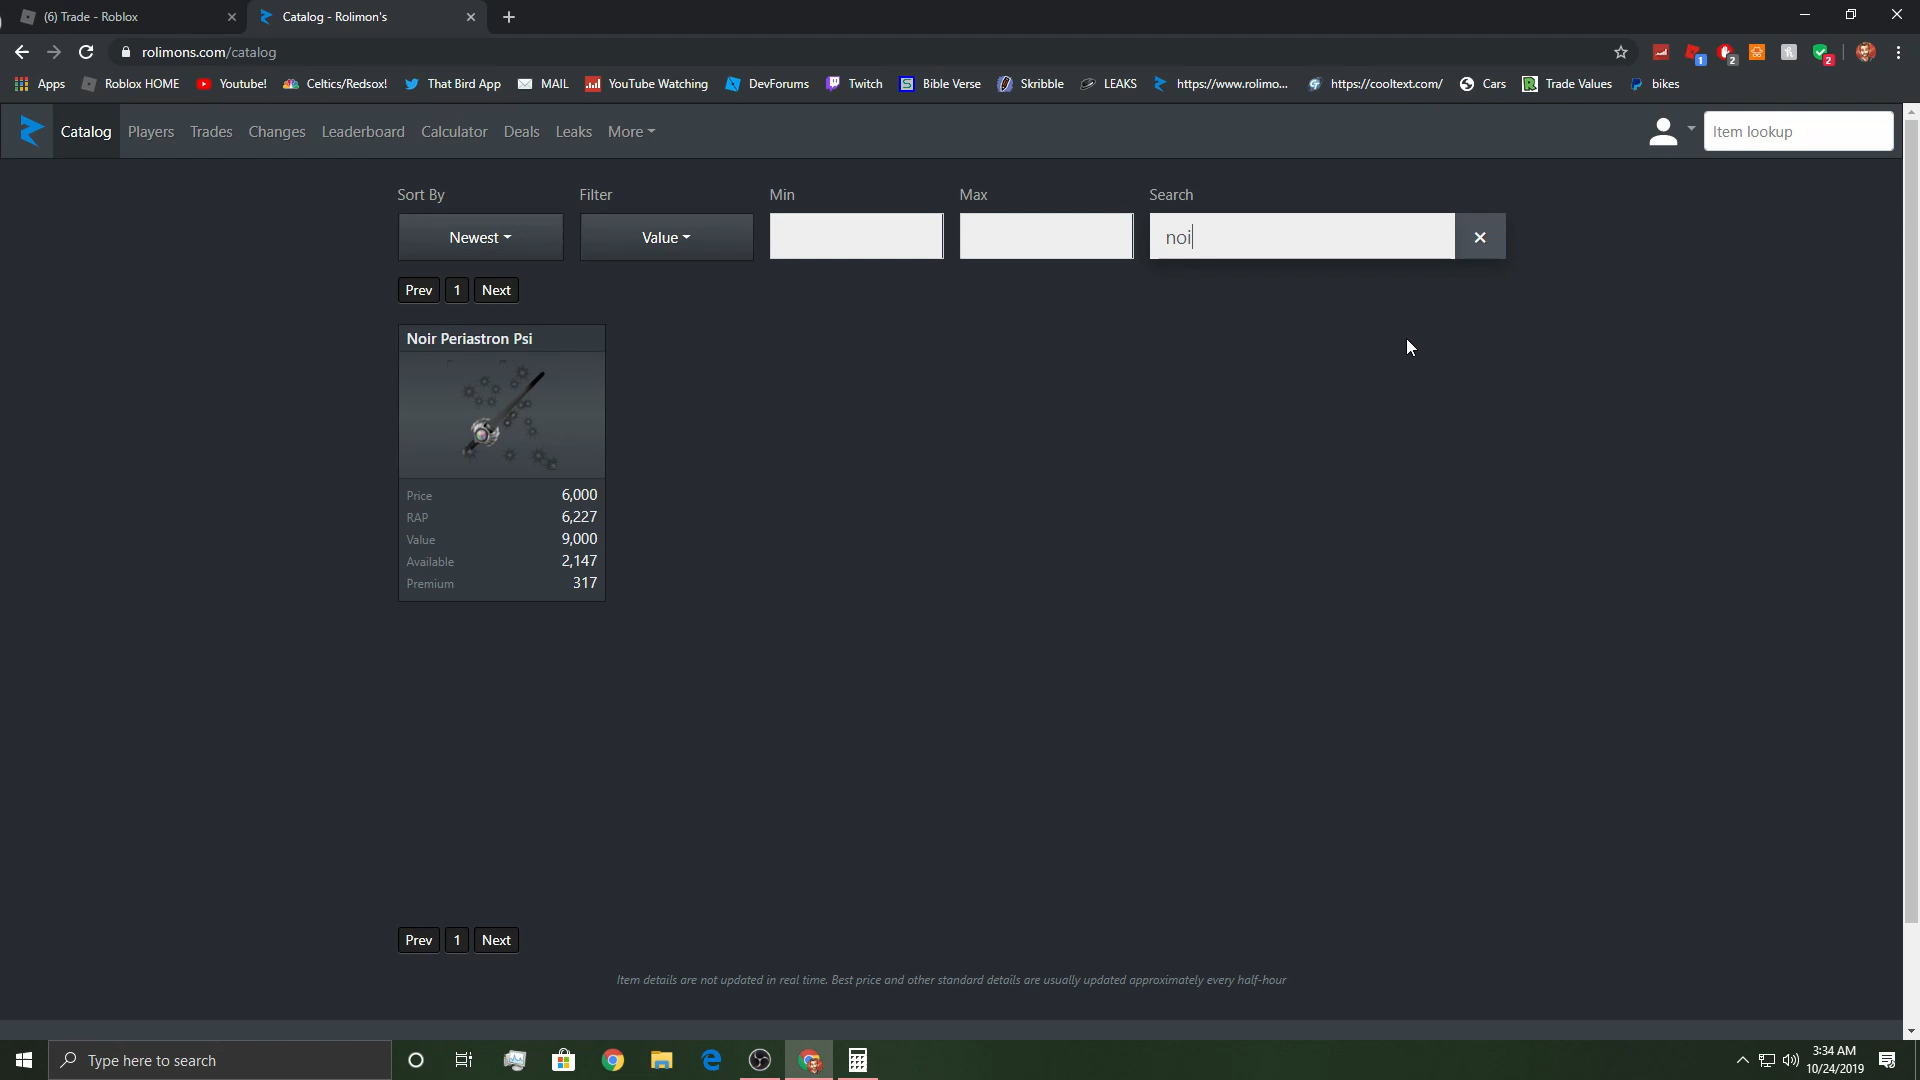 (6) Trade - Roblox
Catalog - Rolimon's
rolimons.com/catalog
1
2
2
Apps
Roblox HOME
Youtube!
Celtics/Redsox!
That Bird App
MAIL
YouTube Watching
DevForums
Twitch
Bible Verse
Skribble
LEAKS
https://www.rolimo...
https://cooltext.com/
Cars
Trade Values
bikes
Catalog Players Trades Changes Leaderboard Calculator Deals Leaks More
Item lookup
Sort By Filter Min Max Search
Newest Value noi
Prev 1 Next
Noir Periastron Psi
Price 6,000
RAP 6,227
Value 9,000
Available 2,147
Premium 317
Prev 1 Next
Item details are not updated in real time. Best price and other standard details are usually updated approximately every half-hour
Type here to search
3:34 AM
10/24/2019